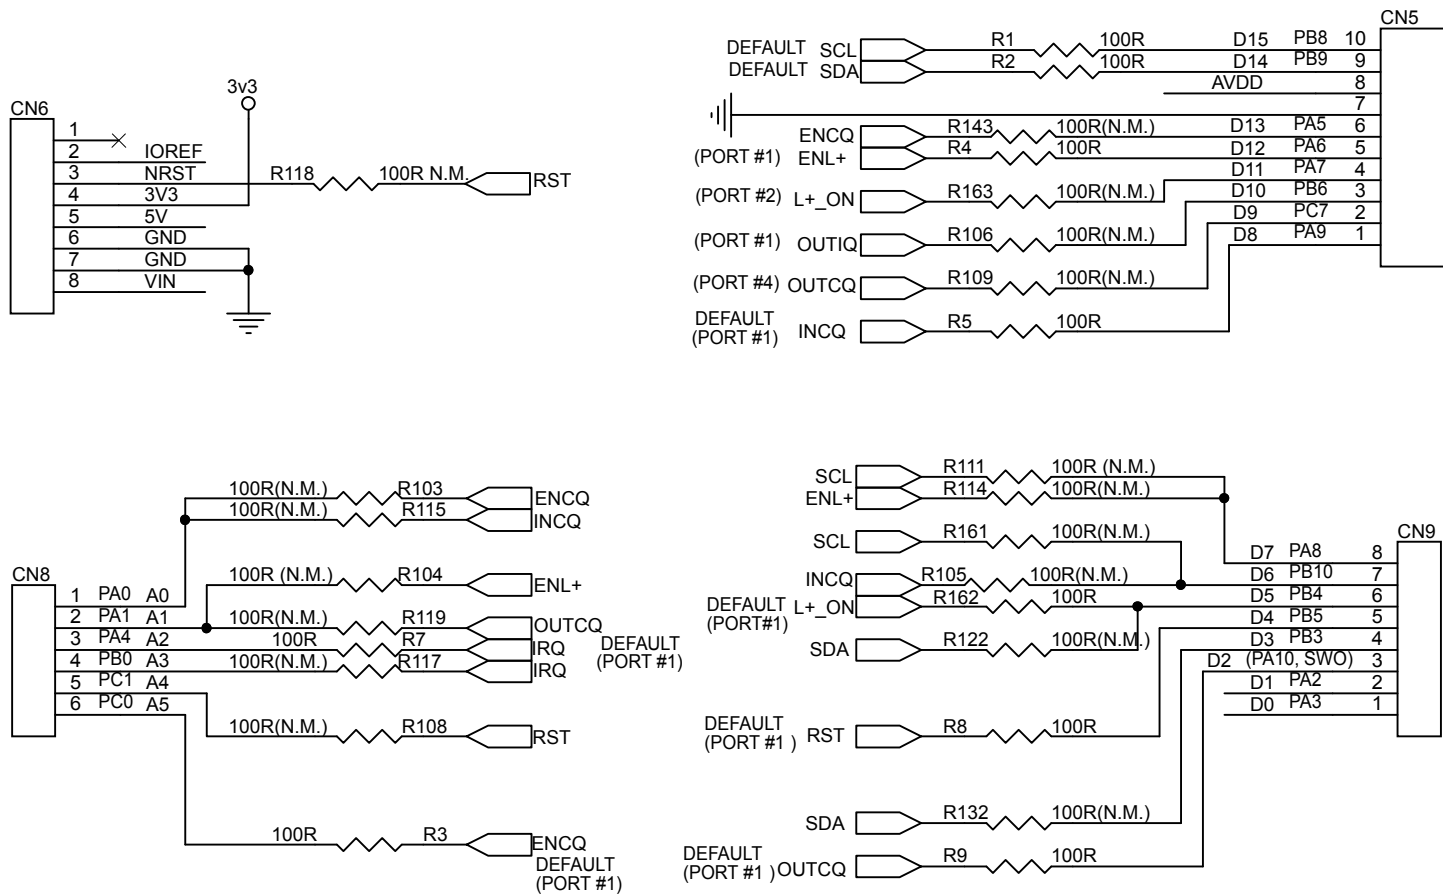 CN6
3v3
1
2 IOREF
3 NRST R118 100R N.M. RST
4 3V3
5 5V
6 GND
7 GND
8 VIN
CN5
DEFAULT SCL R1 100R D15 PB8 10
DEFAULT SDA R2 100R D14 PB9 9
AVDD 8
7
ENCQ R143 100R(N.M.) D13 PA5 6
(PORT #1) ENL+ R4 100R D12 PA6 5
D11 PA7 4
(PORT #2) L+_ON R163 100R(N.M.) D10 PB6 3
D9 PC7 2
(PORT #1) OUTIQ R106 100R(N.M.) D8 PA9 1
(PORT #4) OUTCQ R109 100R(N.M.)
DEFAULT
(PORT #1) INCQ R5 100R
CN8
100R(N.M.) R103 ENCQ
100R(N.M.) R115 INCQ
100R (N.M.) R104 ENL+
1 PA0 A0
2 PA1 A1 100R(N.M.) R119 OUTCQ
3 PA4 A2 100R R7 IRQ DEFAULT
(PORT #1)
4 PB0 A3 100R(N.M.) R117 IRQ
5 PC1 A4
6 PC0 A5
100R(N.M.) R108 RST
100R R3 ENCQ
DEFAULT
(PORT #1)
CN9
SCL R111 100R (N.M.)
ENL+ R114 100R(N.M.)
SCL R161 100R(N.M.)
D7 PA8 8
INCQ R105 100R(N.M.) D6 PB10 7
DEFAULT
(PORT#1) L+_ON R162 100R D5 PB4 6
D4 PB5 5
SDA R122 100R(N.M.) D3 PB3 4
D2 (PA10, SWO) 3
D1 PA2 2
D0 PA3 1
DEFAULT
(PORT #1 ) RST R8 100R
SDA R132 100R(N.M.)
DEFAULT
(PORT #1 ) OUTCQ R9 100R